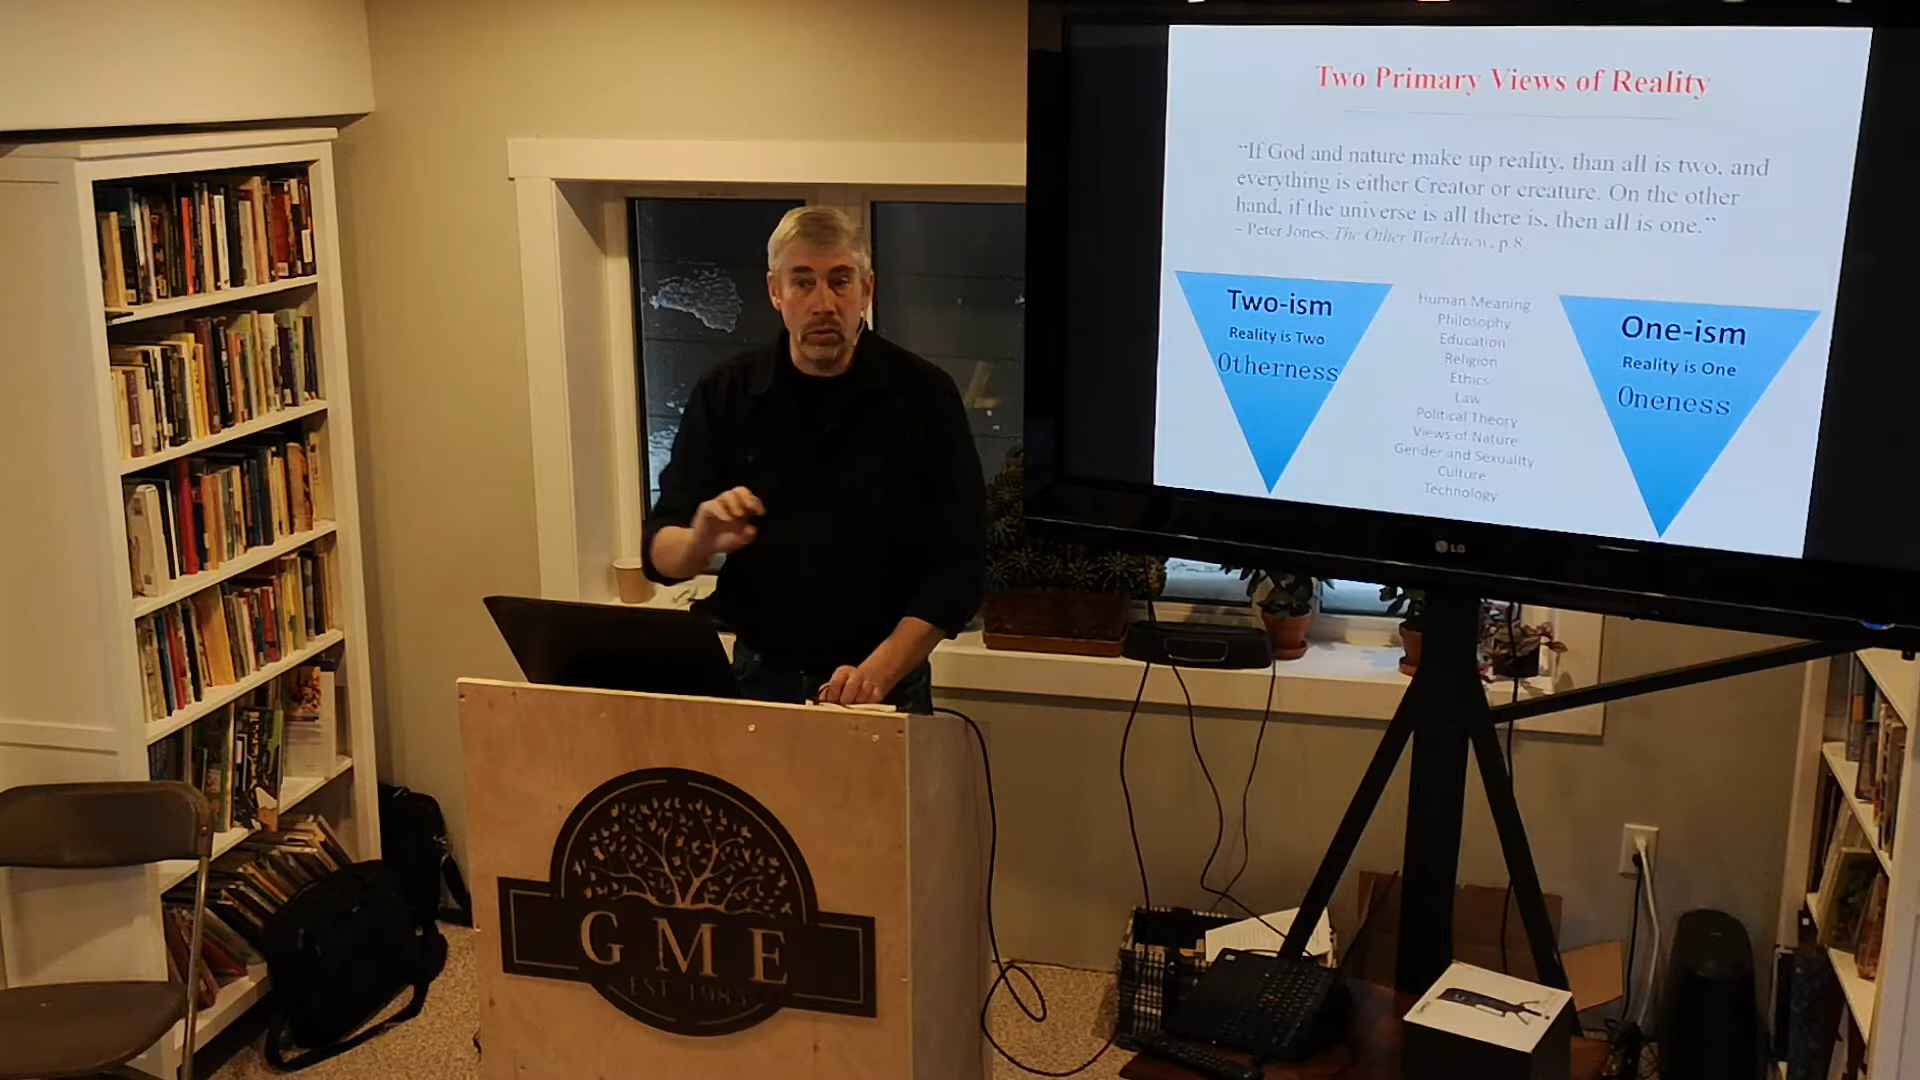 Two Primary Views of Reality
“If God and nature make up reality, than all is two, and
everything is either Creator or creature. On the other
hand, if the universe is all there is, then all is one.”
– Peter Jones, The Other Worldview, p.8.
Two-ism
Reality is Two
Otherness
Human Meaning
Philosophy
Education
Religion
Ethics
Law
Political Theory
Views of Nature
Gender and Sexuality
Culture
Technology
One-ism
Reality is One
Oneness
LG
GME
EST 1985